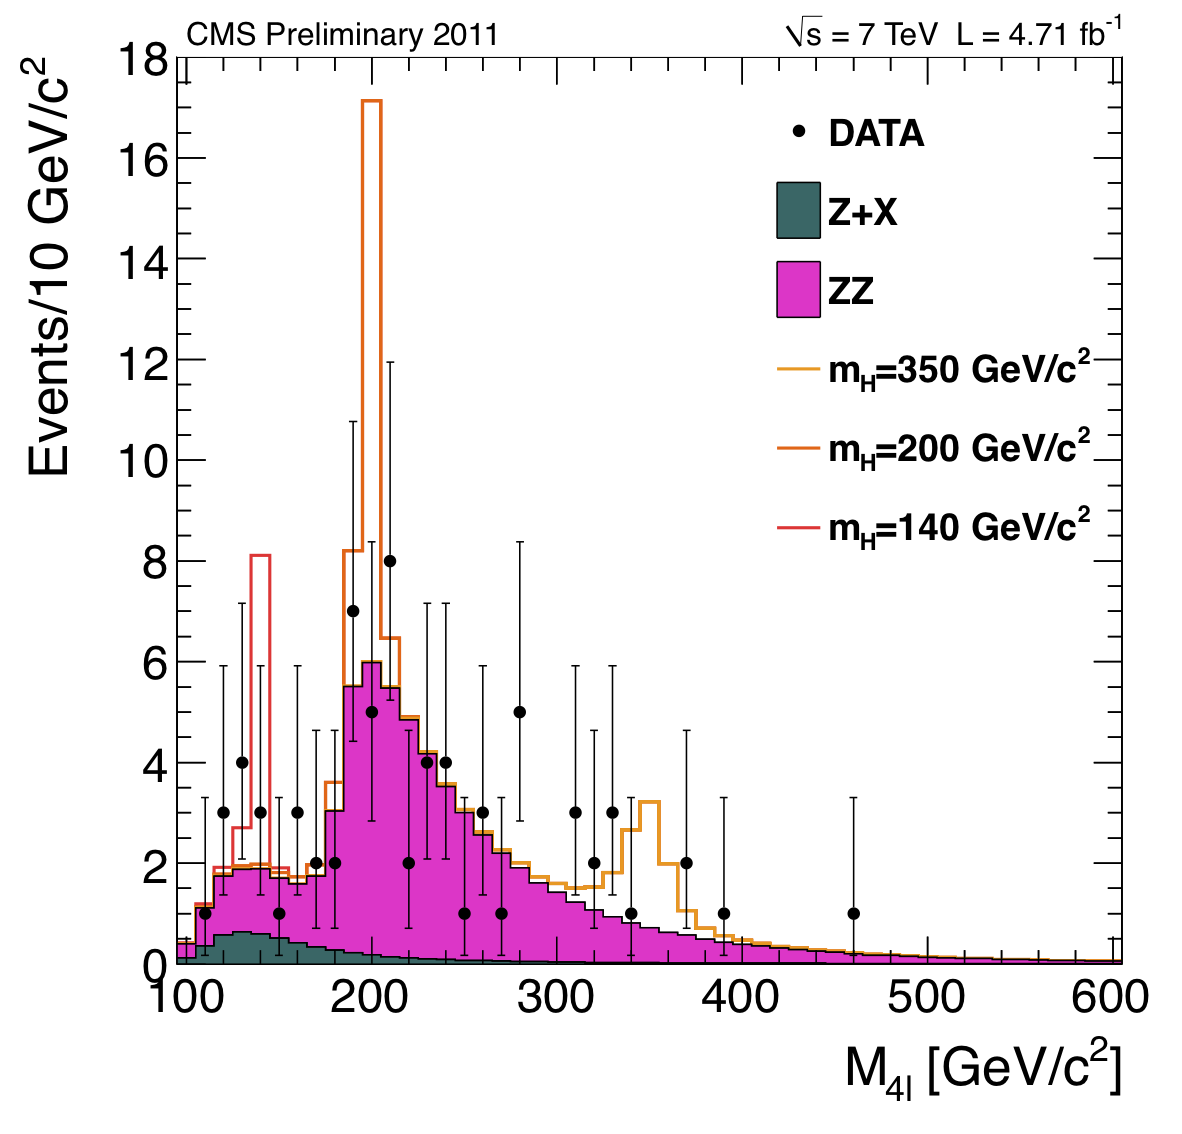 CMS Preliminary 2011
√s = 7 TeV L = 4.71 fb⁻¹
Events/10 GeV/c²
18
16
14
12
10
8
6
4
2
0
DATA
Z+X
ZZ
m_H=350 GeV/c²
m_H=200 GeV/c²
m_H=140 GeV/c²
100 200 300 400 500 600
M_4l [GeV/c²]